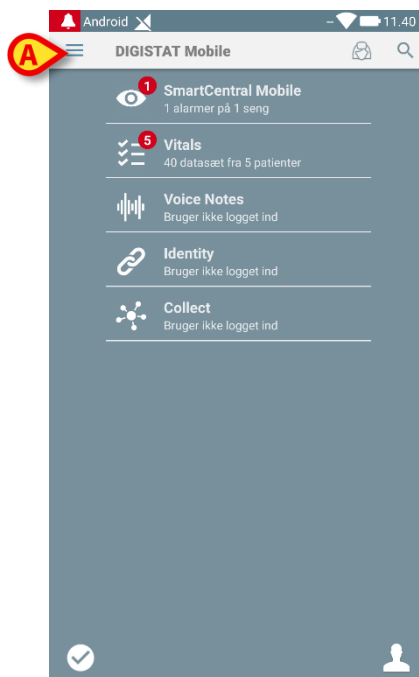 Android
11.40
A
DIGISTAT Mobile
1
SmartCentral Mobile
1 alarmer på 1 seng
5
Vitals
40 datasæt fra 5 patienter
Voice Notes
Bruger ikke logget ind
Identity
Bruger ikke logget ind
Collect
Bruger ikke logget ind